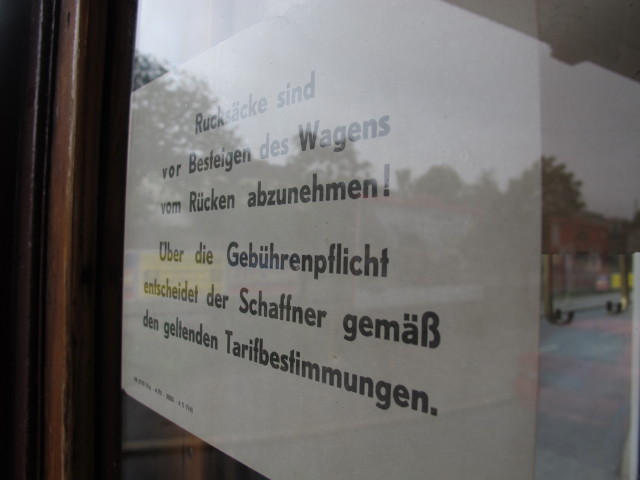 Rucksäcke sind
vor Besteigen des Wagens
vom Rücken abzunehmen!
Über die Gebührenpflicht
entscheidet der Schaffner gemäß
den geltenden Tarifbestimmungen.